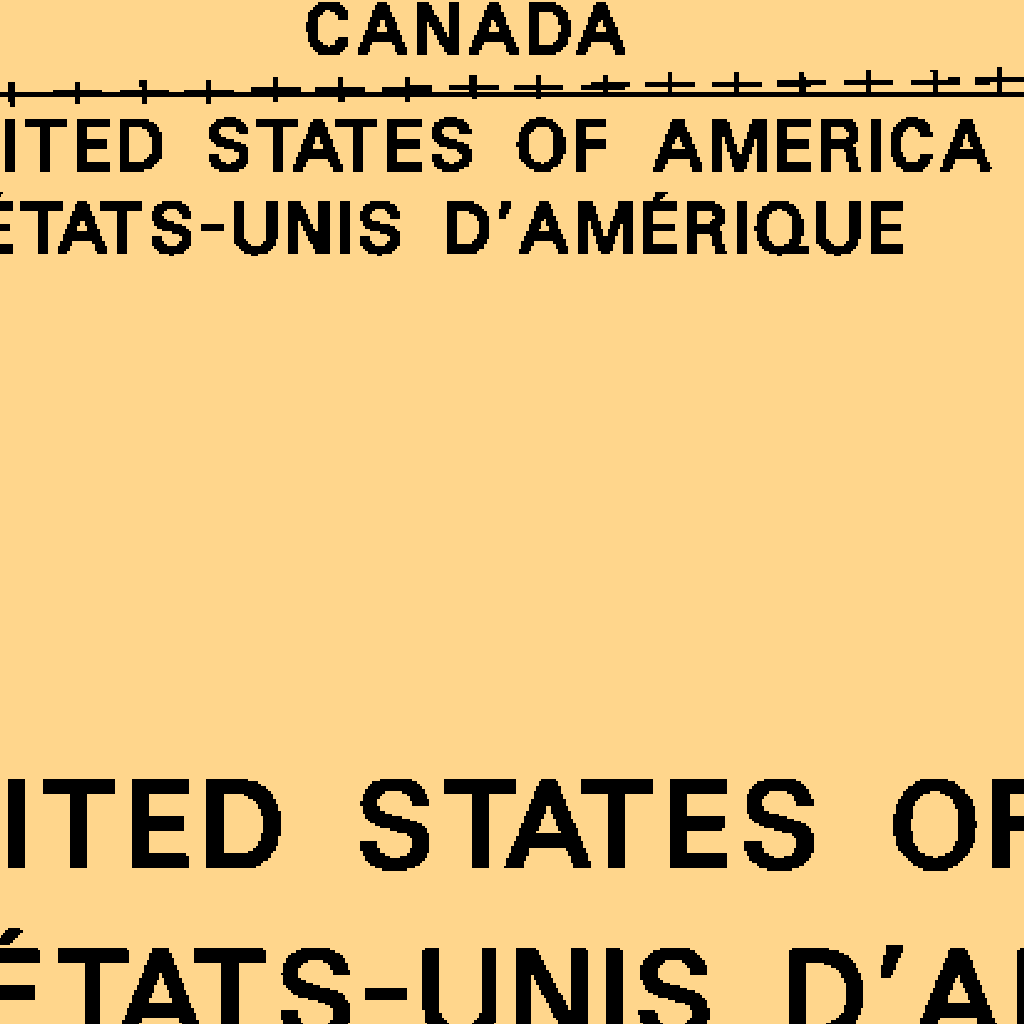 CANADA
ITED STATES OF AMERICA
ÉTATS-UNIS D'AMÉRIQUE
ITED STATES OF
ÉTATS-UNIS D'A